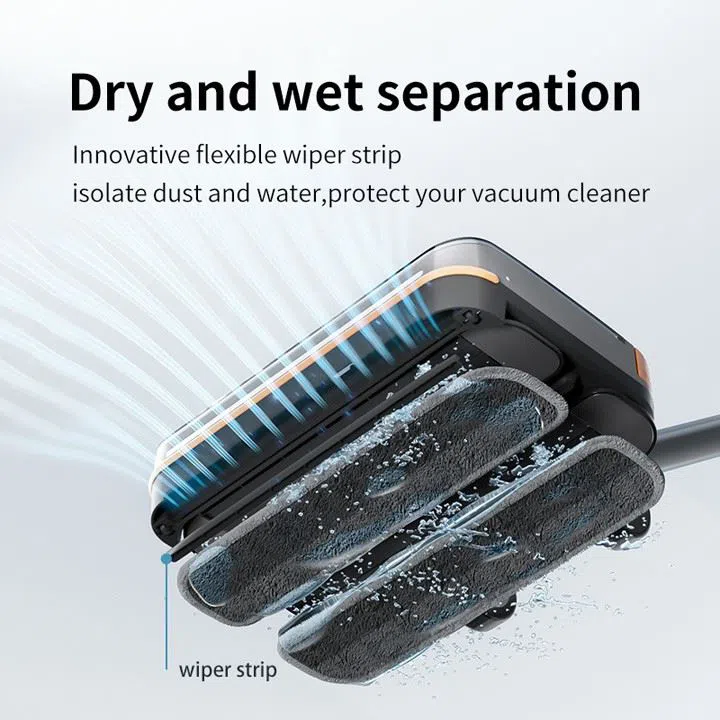 Dry and wet separation
Innovative flexible wiper strip
isolate dust and water,protect your vacuum cleaner
wiper strip